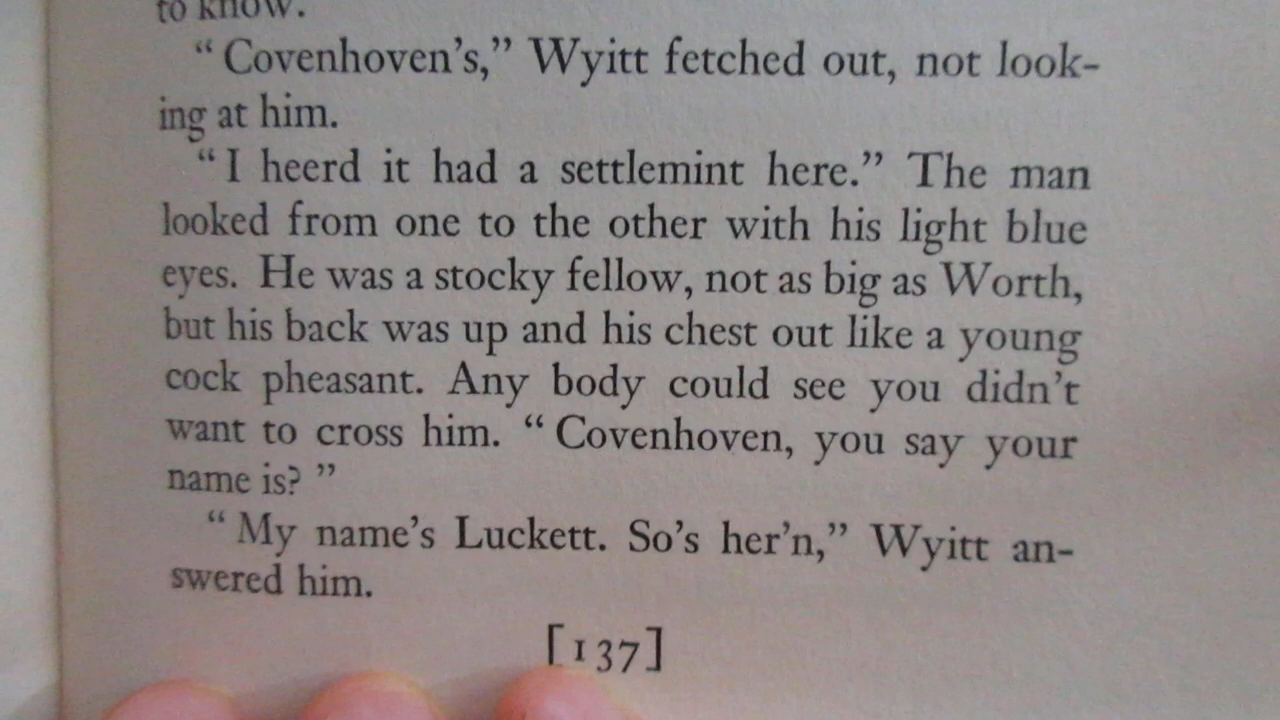 to know.
“ Covenhoven’s,” Wyitt fetched out, not look-
ing at him.
“ I heerd it had a settlemint here.” The man
looked from one to the other with his light blue
eyes. He was a stocky fellow, not as big as Worth,
but his back was up and his chest out like a young
cock pheasant. Any body could see you didn’t
want to cross him. “ Covenhoven, you say your
name is? ”
“ My name’s Luckett. So’s her’n,” Wyitt an-
swered him.
[137]